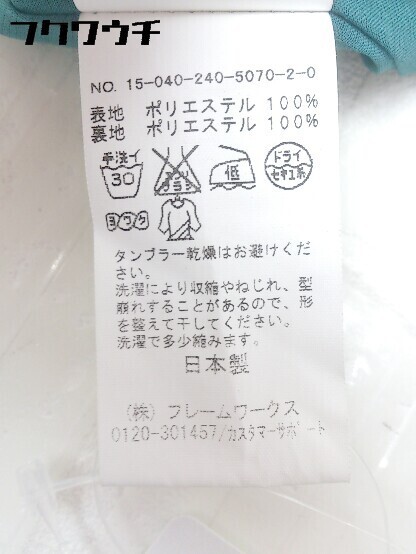 フクワウチ
NO. 15-040-240-5070-2-0
表地 ポリエステル 100%
裏地 ポリエステル 100%
手洗イ
30
エンソサラシ
低
ドライ
セキユ系
ヨワク
タンブラー乾燥はお避けくだ
さい。
洗濯により収縮やねじれ、型
崩れすることがあるので、形
を整えて干してください。
洗濯で多少縮みます。
日本製
(株) フレームワークス
0120-301457/カスタマーサポート